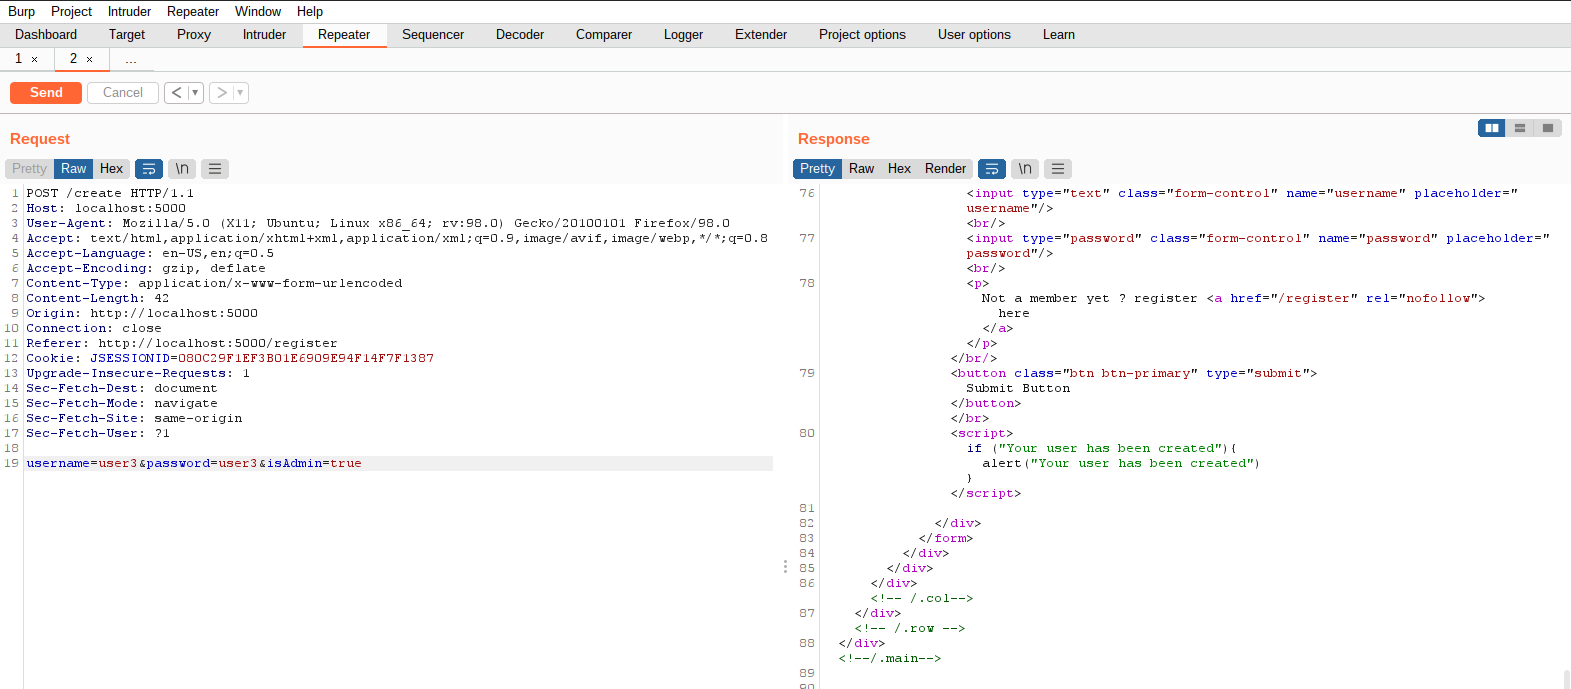 Burp Project Intruder Repeater Window Help
Dashboard Target Proxy Intruder Repeater Sequencer Decoder Comparer Logger Extender Project options User options Learn
1 × 2 × ...
Send Cancel < ▼ > ▼
Request
Pretty Raw Hex \n
1 POST /create HTTP/1.1
2 Host: localhost:5000
3 User-Agent: Mozilla/5.0 (X11; Ubuntu; Linux x86_64; rv:98.0) Gecko/20100101 Firefox/98.0
4 Accept: text/html,application/xhtml+xml,application/xml;q=0.9,image/avif,image/webp,*/*;q=0.8
5 Accept-Language: en-US,en;q=0.5
6 Accept-Encoding: gzip, deflate
7 Content-Type: application/x-www-form-urlencoded
8 Content-Length: 42
9 Origin: http://localhost:5000
10 Connection: close
11 Referer: http://localhost:5000/register
12 Cookie: JSESSIONID=080C29F1EF3B01E6909E94F14F7F1387
13 Upgrade-Insecure-Requests: 1
14 Sec-Fetch-Dest: document
15 Sec-Fetch-Mode: navigate
16 Sec-Fetch-Site: same-origin
17 Sec-Fetch-User: ?1
18
19 username=user3&password=user3&isAdmin=true
Response
Pretty Raw Hex Render \n
76 <input type="text" class="form-control" name="username" placeholder="
username"/>
<br/>
77 <input type="password" class="form-control" name="password" placeholder="
password"/>
<br/>
78 <p>
Not a member yet ? register <a href="/register" rel="nofollow">
here
</a>
</p>
</br/>
79 <button class="btn btn-primary" type="submit">
Submit Button
</button>
</br>
80 <script>
if ("Your user has been created"){
alert("Your user has been created")
}
</script>
81
82 </div>
83 </form>
84 </div>
85 </div>
86 </div>
<!-- /.col-->
87 </div>
<!-- /.row -->
88 </div>
<!--/.main-->
89
90